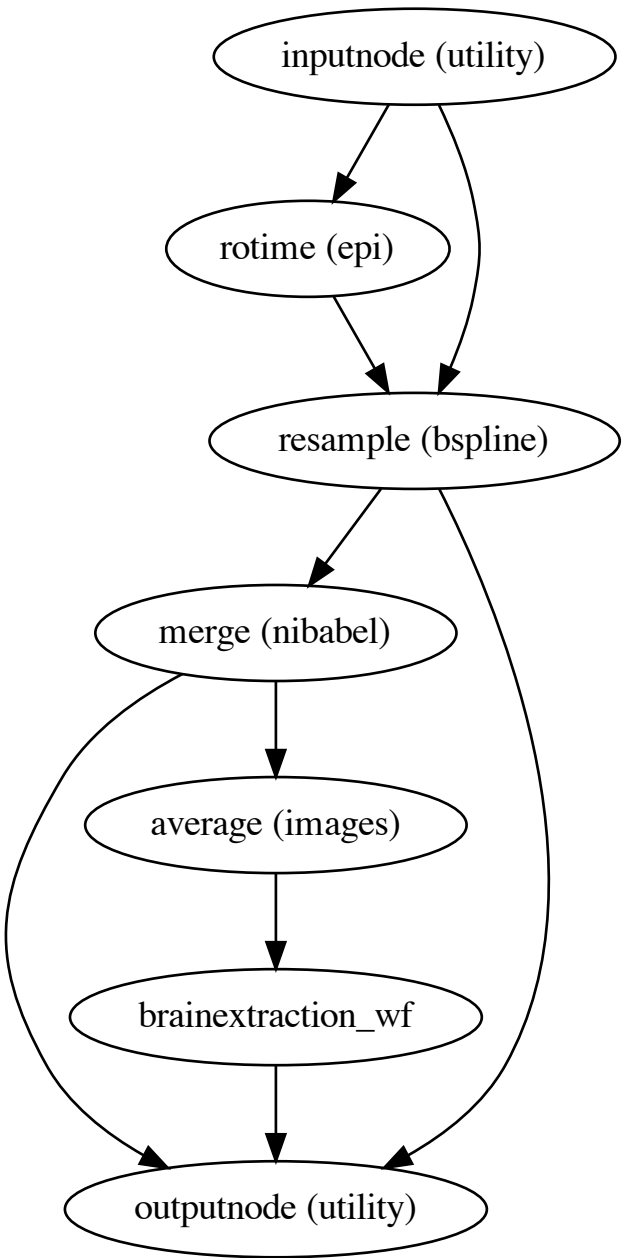 inputnode (utility)
rotime (epi)
resample (bspline)
merge (nibabel)
average (images)
brainextraction_wf
outputnode (utility)